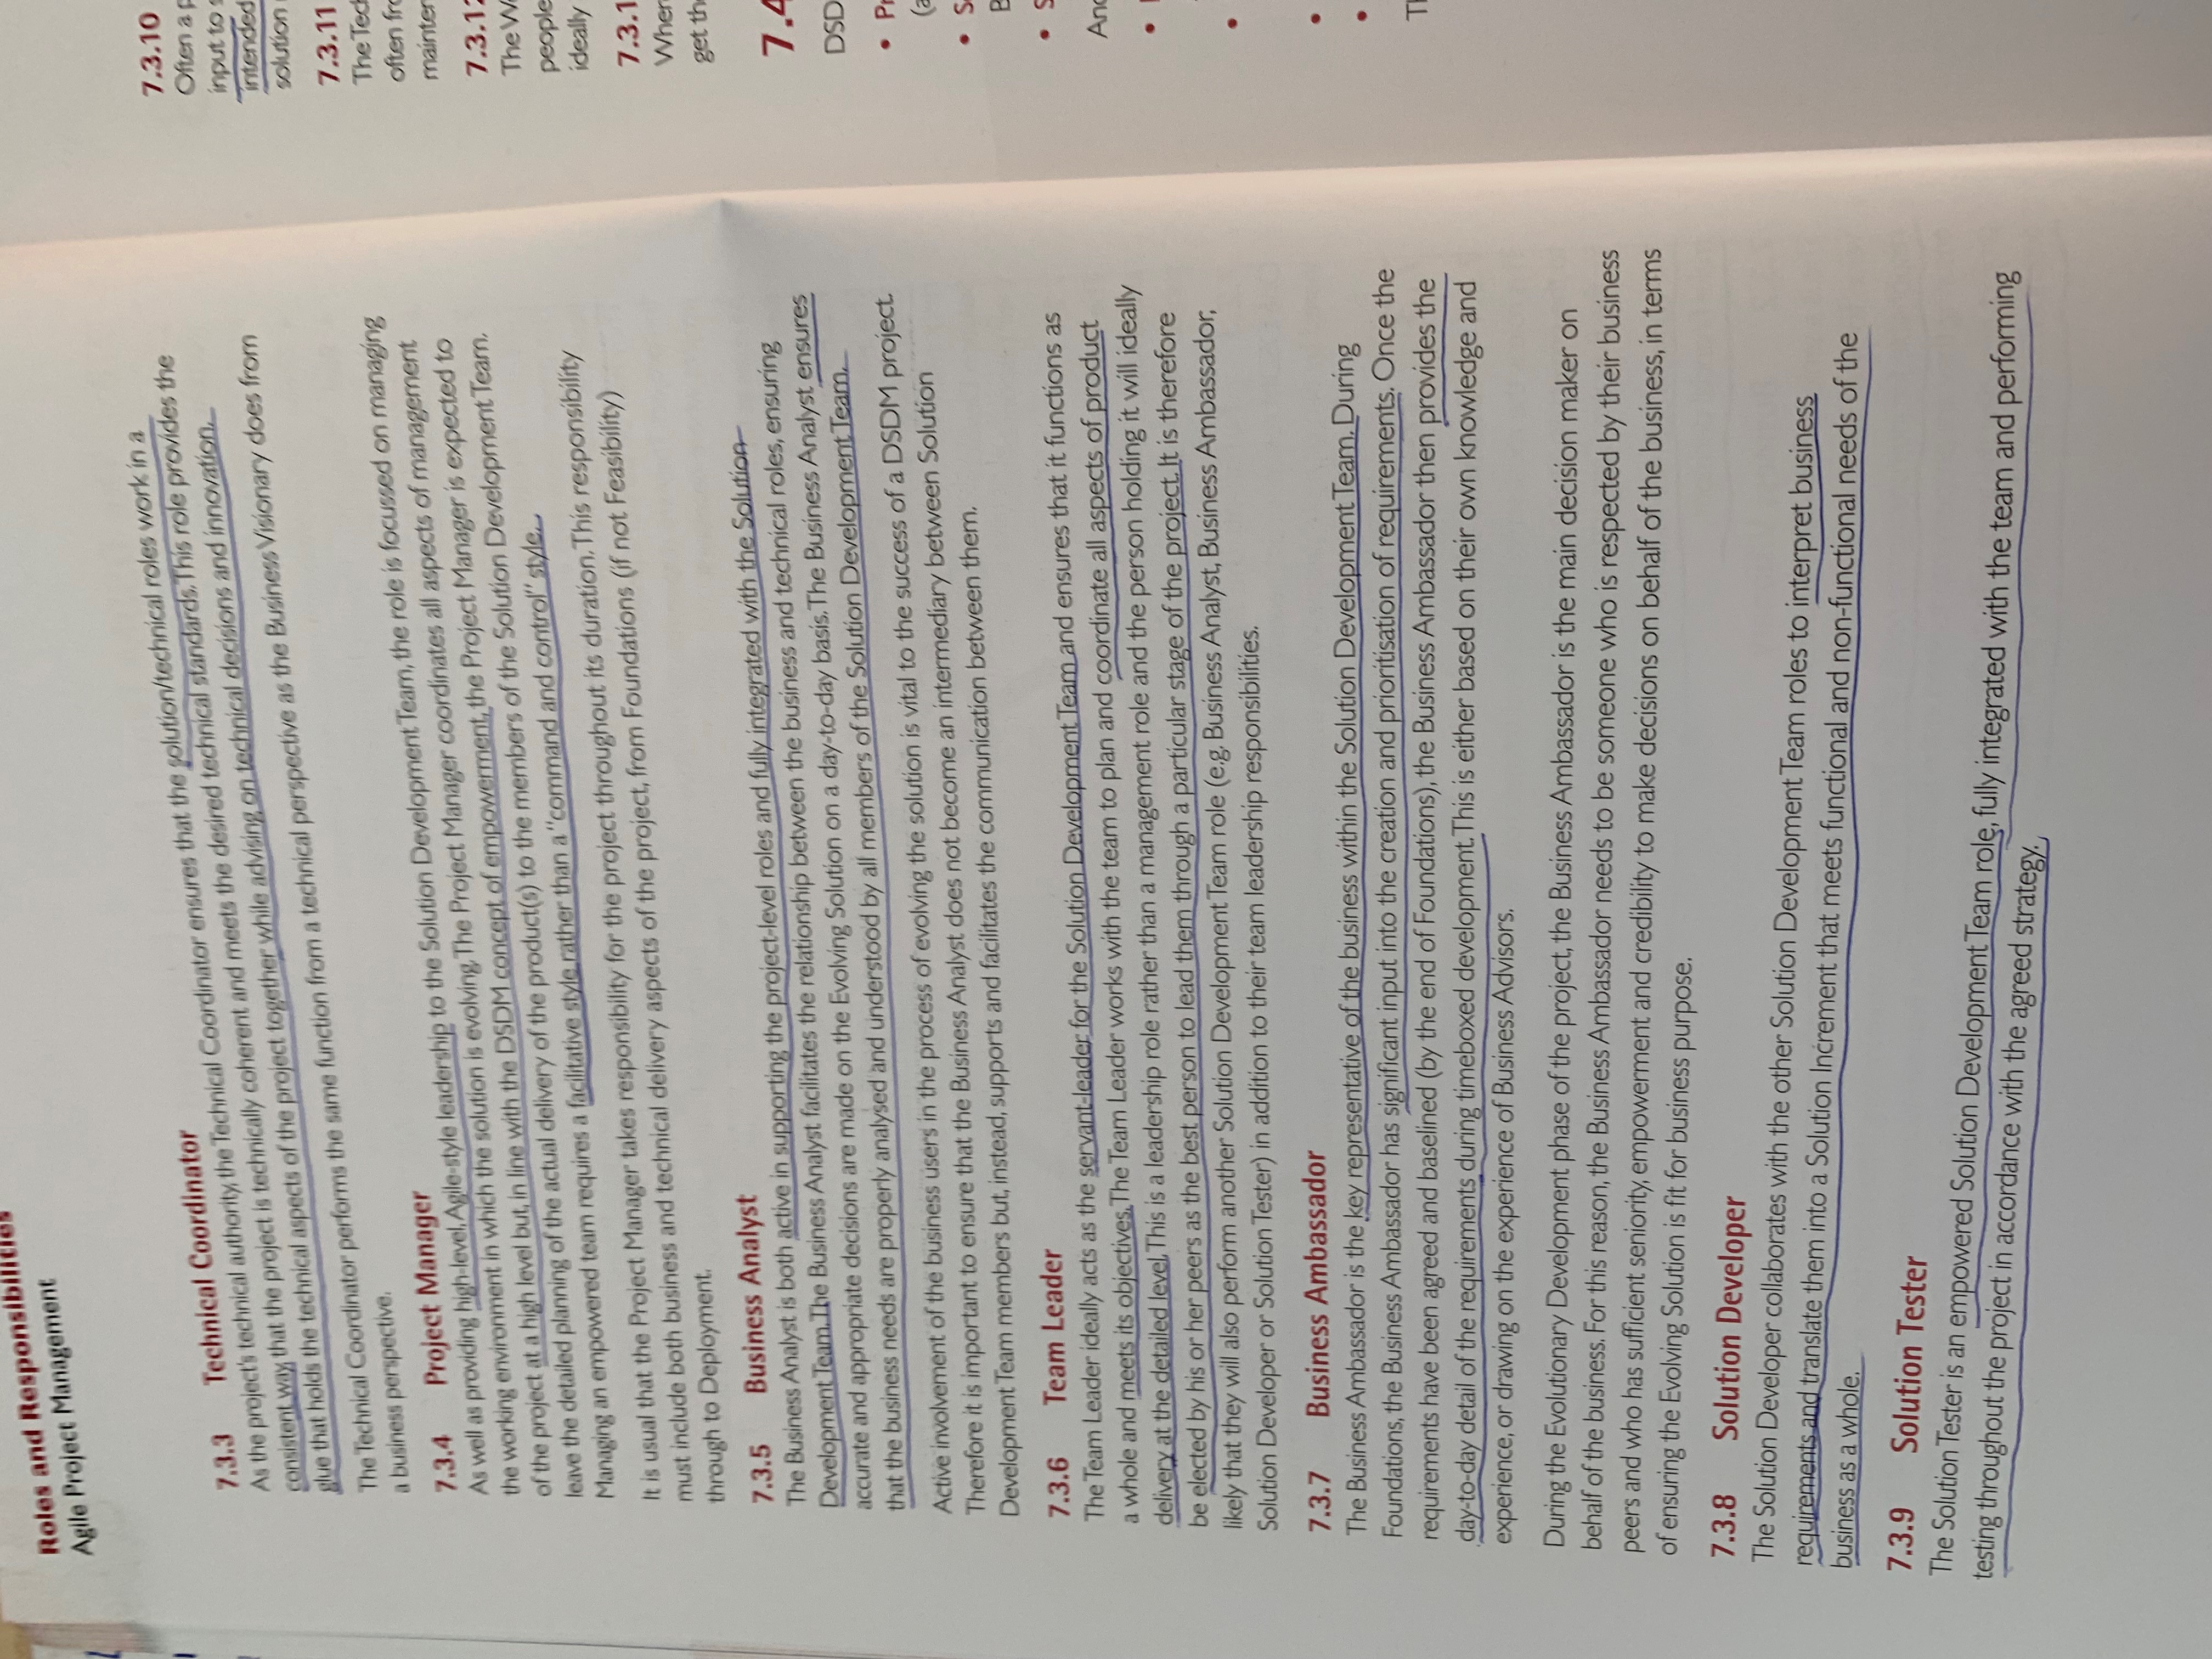 Roles and Responsibilities
Agile Project Management
7.3.3 Technical Coordinator
As the project's technical authority, the Technical Coordinator ensures that the solution/technical roles work in a
consistent way, that the project is technically coherent and meets the desired technical standards. This role provides the
glue that holds the technical aspects of the project together while advising on technical decisions and innovation.
The Technical Coordinator performs the same function from a technical perspective as the Business Visionary does from
a business perspective.
7.3.4 Project Manager
As well as providing high-level, Agile-style leadership to the Solution Development Team, the role is focussed on managing
the working environment in which the solution is evolving. The Project Manager coordinates all aspects of management
of the project at a high level but, in line with the DSDM concept of empowerment, the Project Manager is expected to
leave the detailed planning of the actual delivery of the product(s) to the members of the Solution Development Team.
Managing an empowered team requires a facilitative style rather than a "command and control" style.
It is usual that the Project Manager takes responsibility for the project throughout its duration. This responsibility
must include both business and technical delivery aspects of the project, from Foundations (if not Feasibility)
through to Deployment.
7.3.5 Business Analyst
The Business Analyst is both active in supporting the project-level roles and fully integrated with the Solution
Development Team. The Business Analyst facilitates the relationship between the business and technical roles, ensuring
accurate and appropriate decisions are made on the Evolving Solution on a day-to-day basis. The Business Analyst ensures
that the business needs are properly analysed and understood by all members of the Solution Development Team.
Active involvement of the business users in the process of evolving the solution is vital to the success of a DSDM project.
Therefore it is important to ensure that the Business Analyst does not become an intermediary between Solution
Development Team members but, instead, supports and facilitates the communication between them.
7.3.6 Team Leader
The Team Leader ideally acts as the servant-leader for the Solution Development Team and ensures that it functions as
a whole and meets its objectives. The Team Leader works with the team to plan and coordinate all aspects of product
delivery at the detailed level. This is a leadership role rather than a management role and the person holding it will ideally
be elected by his or her peers as the best person to lead them through a particular stage of the project. It is therefore
likely that they will also perform another Solution Development Team role (e.g. Business Analyst, Business Ambassador,
Solution Developer or Solution Tester) in addition to their team leadership responsibilities.
7.3.7 Business Ambassador
The Business Ambassador is the key representative of the business within the Solution Development Team. During
Foundations, the Business Ambassador has significant input into the creation and prioritisation of requirements. Once the
requirements have been agreed and baselined (by the end of Foundations), the Business Ambassador then provides the
day-to-day detail of the requirements during timeboxed development. This is either based on their own knowledge and
experience, or drawing on the experience of Business Advisors.
During the Evolutionary Development phase of the project, the Business Ambassador is the main decision maker on
behalf of the business. For this reason, the Business Ambassador needs to be someone who is respected by their business
peers and who has sufficient seniority, empowerment and credibility to make decisions on behalf of the business, in terms
of ensuring the Evolving Solution is fit for business purpose.
7.3.8 Solution Developer
The Solution Developer collaborates with the other Solution Development Team roles to interpret business
requirements and translate them into a Solution Increment that meets functional and non-functional needs of the
business as a whole.
7.3.9 Solution Tester
The Solution Tester is an empowered Solution Development Team role, fully integrated with the team and performing
testing throughout the project in accordance with the agreed strategy.
7.3.10
Often a
input to
intended
solution
7.3.11
The
often
7.3.1
people
ideally
7.3.1
get